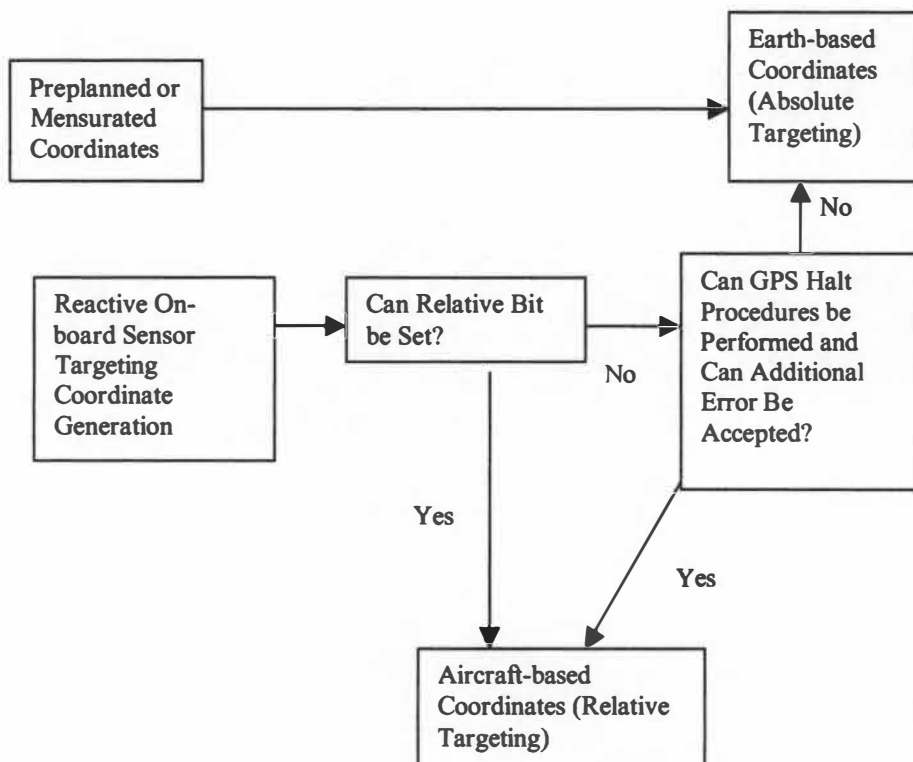 Preplanned or
Mensurated
Coordinates
Earth-based
Coordinates
(Absolute
Targeting)
No
Reactive On-
board Sensor
Targeting
Coordinate
Generation
Can Relative Bit
be Set?
No
Can GPS Halt
Procedures be
Performed and
Can Additional
Error Be
Accepted?
Yes
Yes
Aircraft-based
Coordinates (Relative
Targeting)